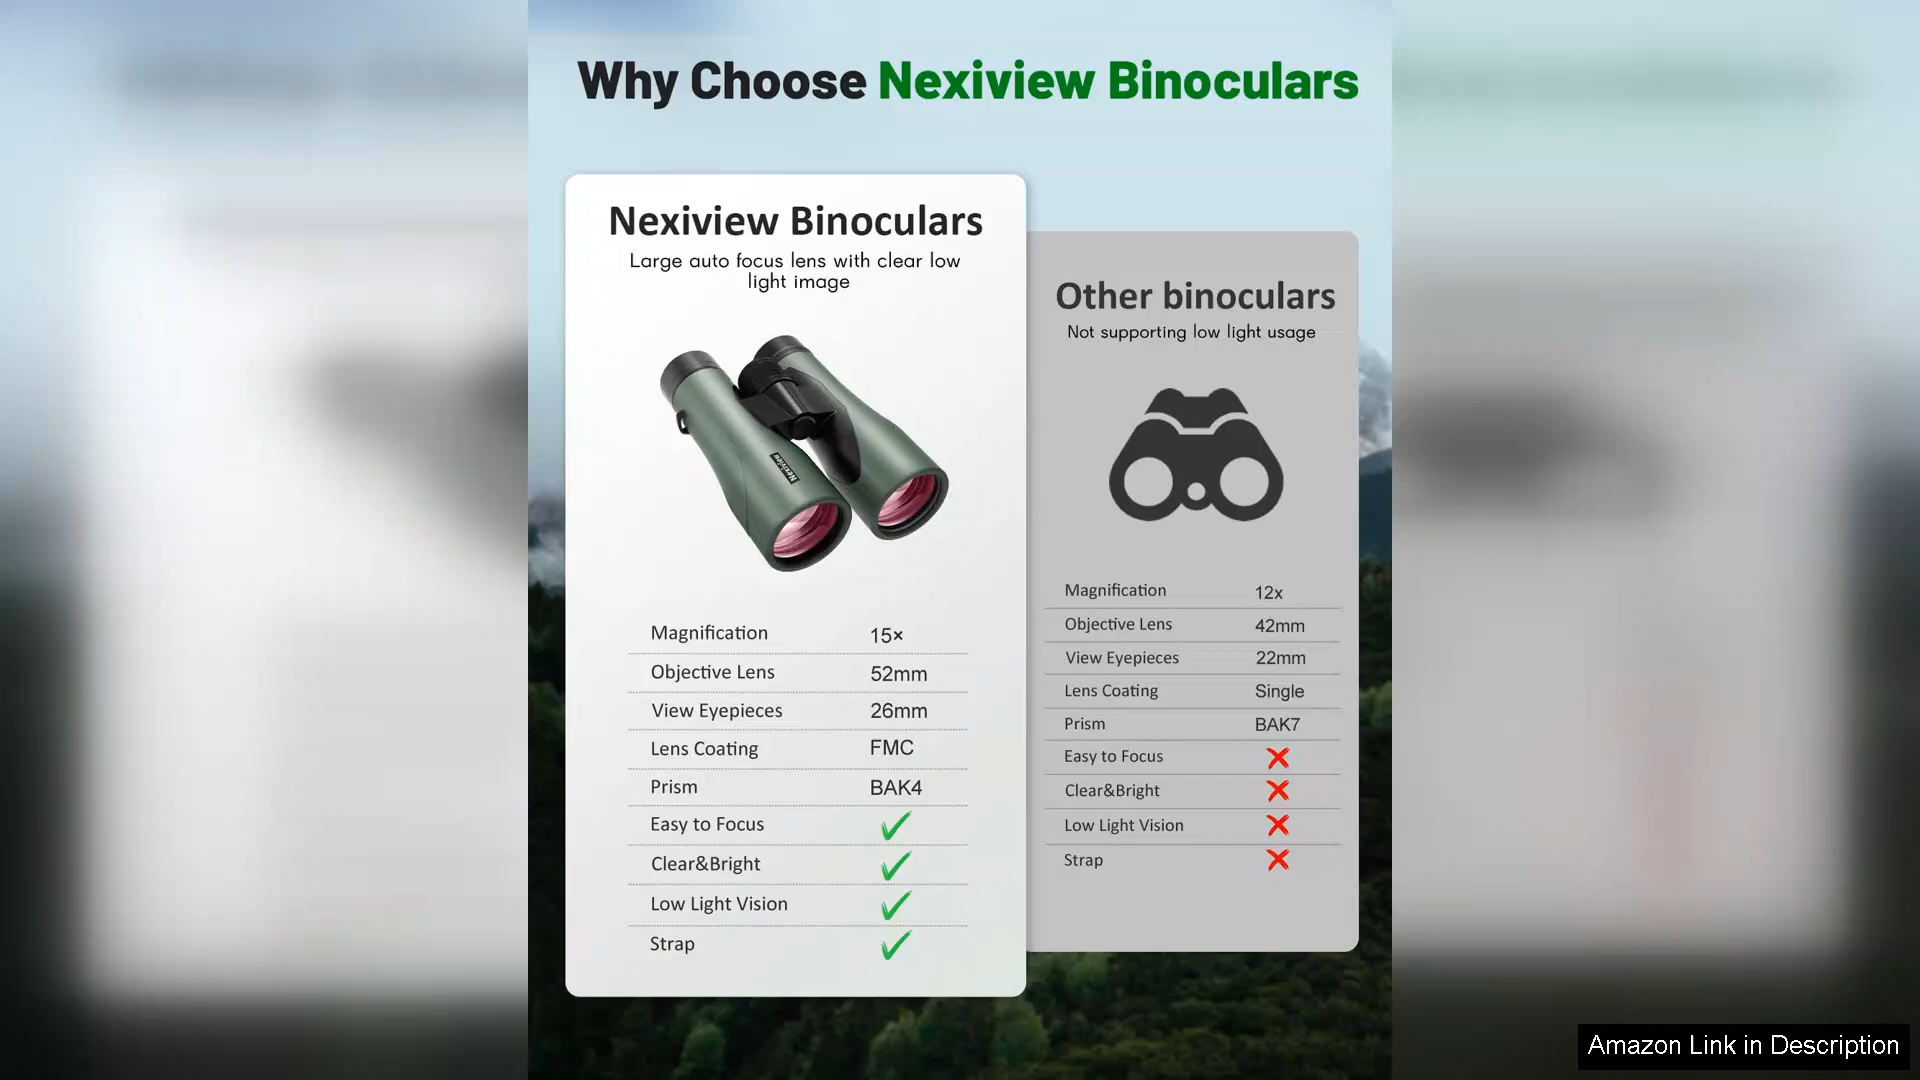 Why Choose Nexiview Binoculars
Nexiview Binoculars
Large auto focus lens with clear low
light image
Nexiview
Magnification 15×
Objective Lens 52mm
View Eyepieces 26mm
Lens Coating FMC
Prism BAK4
Easy to Focus
Clear&Bright
Low Light Vision
Strap
Other binoculars
Not supporting low light usage
Magnification 12x
Objective Lens 42mm
View Eyepieces 22mm
Lens Coating Single
Prism BAK7
Easy to Focus
Clear&Bright
Low Light Vision
Strap
Amazon Link in Description